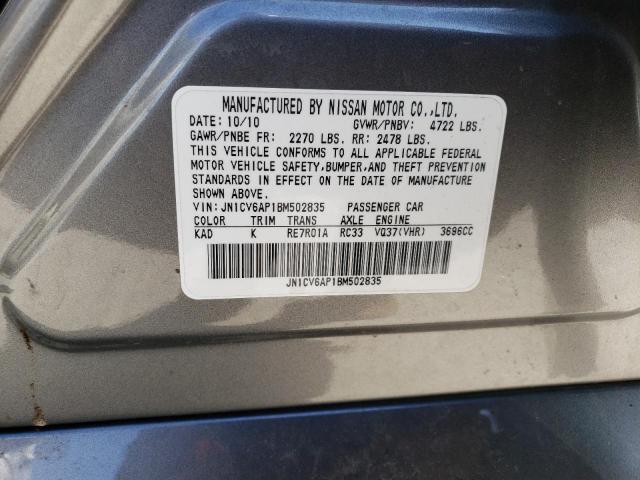 MANUFACTURED BY NISSAN MOTOR CO.,LTD.
DATE: 10/10 GVWR/PNBV: 4722 LBS.
GAWR/PNBE FR: 2270 LBS. RR: 2478 LBS.
THIS VEHICLE CONFORMS TO ALL APPLICABLE FEDERAL
MOTOR VEHICLE SAFETY,BUMPER,AND THEFT PREVENTION
STANDARDS IN EFFECT ON THE DATE OF MANUFACTURE
SHOWN ABOVE.
VIN:JN1CV6AP1BM502835 PASSENGER CAR
COLOR TRIM TRANS AXLE ENGINE
KAD K RE7R01A RC33 VQ37(VHR) 3696CC
JN1CV6AP1BM502835